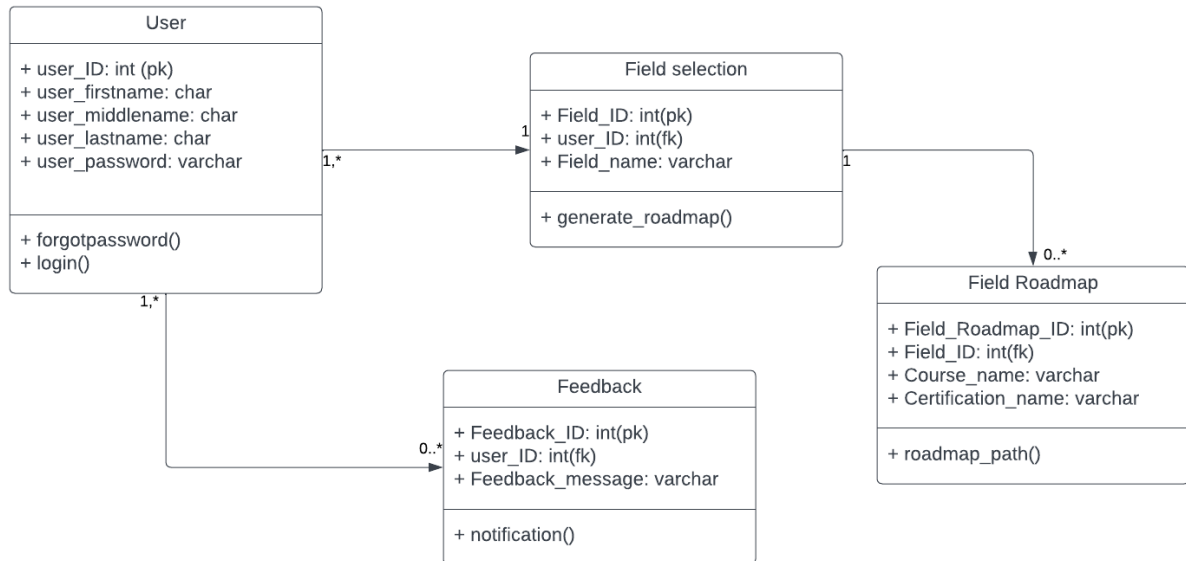 User
+ user_ID: int (pk)
+ user_firstname: char
+ user_middlename: char
+ user_lastname: char
+ user_password: varchar
+ forgotpassword()
+ login()
1,*
1
Field selection
+ Field_ID: int(pk)
+ user_ID: int(fk)
+ Field_name: varchar
+ generate_roadmap()
1
0..*
Field Roadmap
+ Field_Roadmap_ID: int(pk)
+ Field_ID: int(fk)
+ Course_name: varchar
+ Certification_name: varchar
+ roadmap_path()
1,*
0..*
Feedback
+ Feedback_ID: int(pk)
+ user_ID: int(fk)
+ Feedback_message: varchar
+ notification()